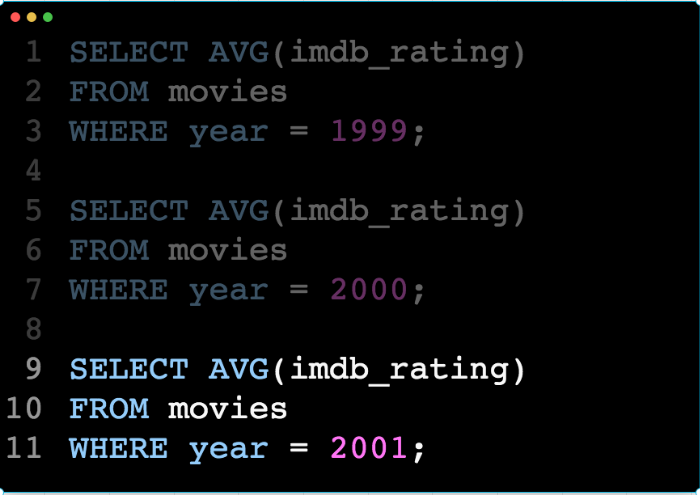 1 SELECT AVG(imdb_rating)
2 FROM movies
3 WHERE year = 1999;
4
5 SELECT AVG(imdb_rating)
6 FROM movies
7 WHERE year = 2000;
8
9 SELECT AVG(imdb_rating)
10 FROM movies
11 WHERE year = 2001;